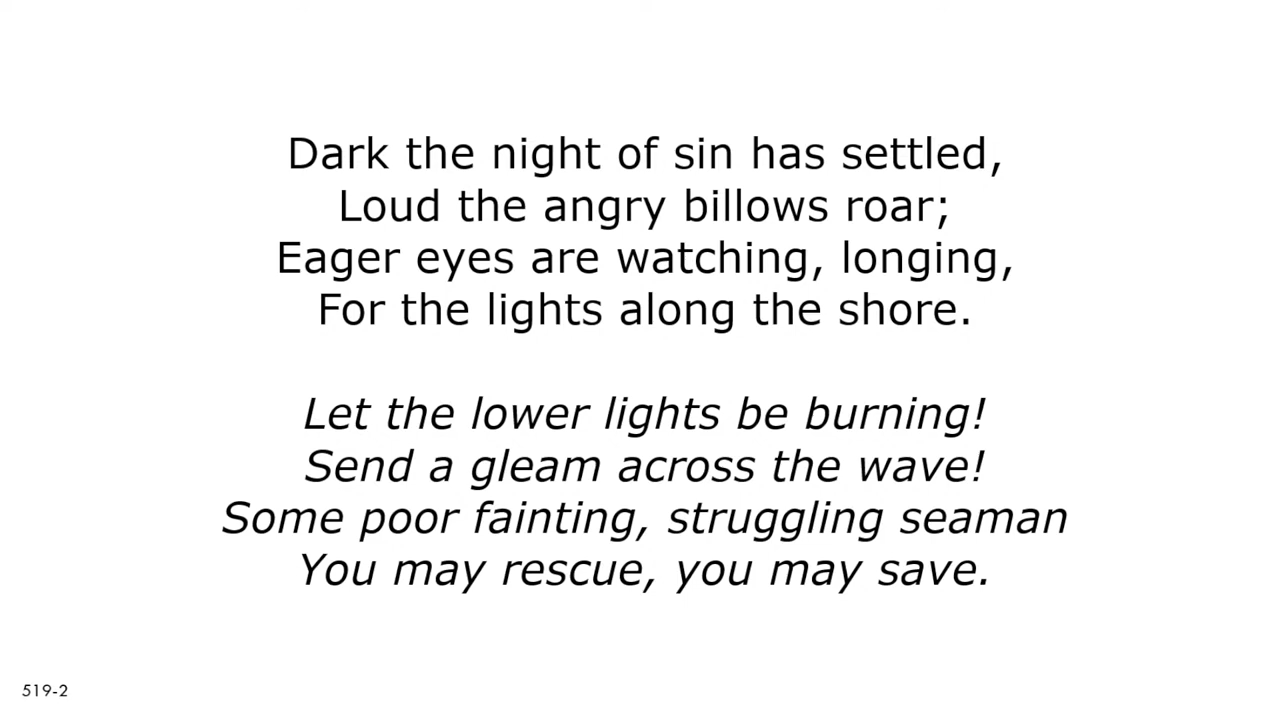 Dark the night of sin has settled,
Loud the angry billows roar;
Eager eyes are watching, longing,
For the lights along the shore.
Let the lower lights be burning!
Send a gleam across the wave!
Some poor fainting, struggling seaman
You may rescue, you may save.
519-2